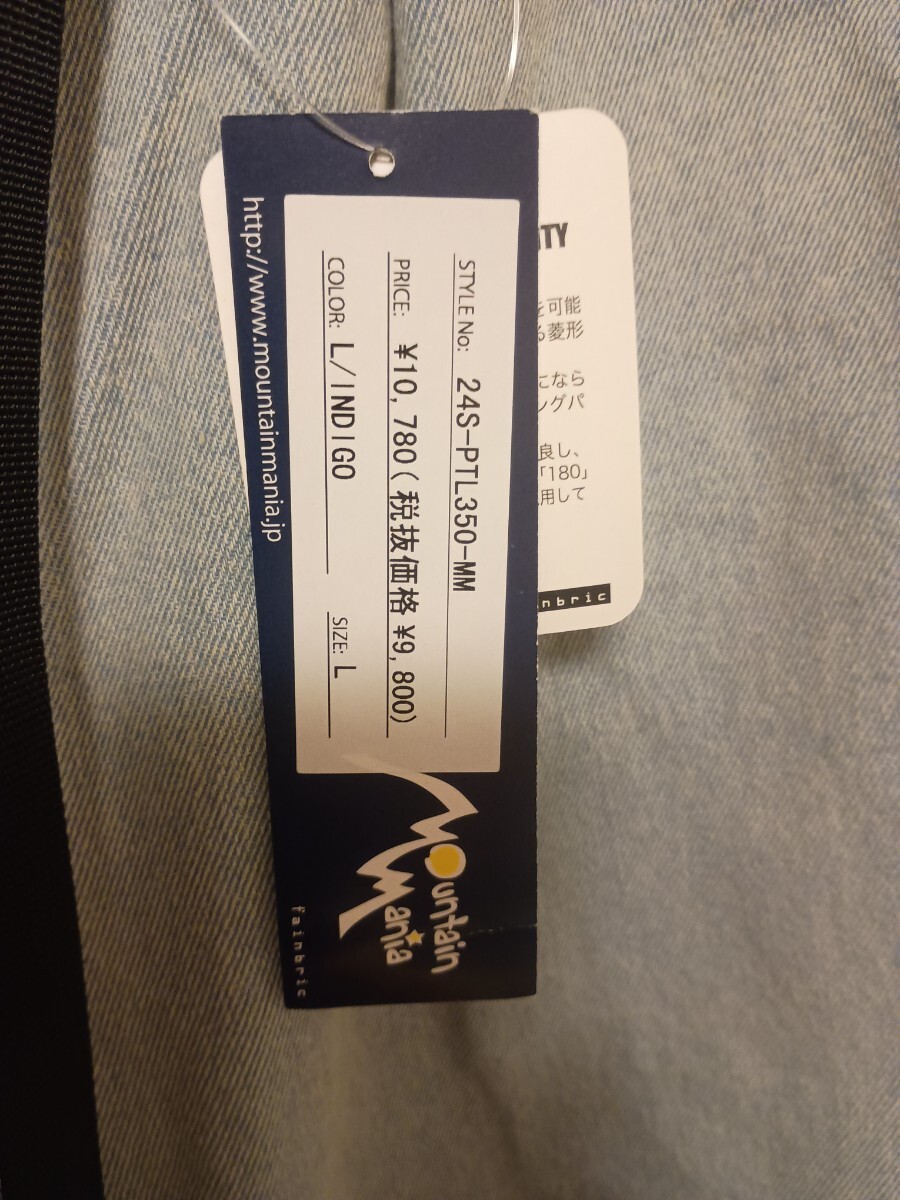 http://www.mountainmania.jp
STYLE No: 24S-PTL350-MM
PRICE: ¥10,780(税抜価格 ¥9,800)
COLOR: L/INDIGO SIZE: L
Mountain
Mania
fainbric
ITY
を可能
る菱形
になら
ングパ
良し、
「180」
用して
nbric